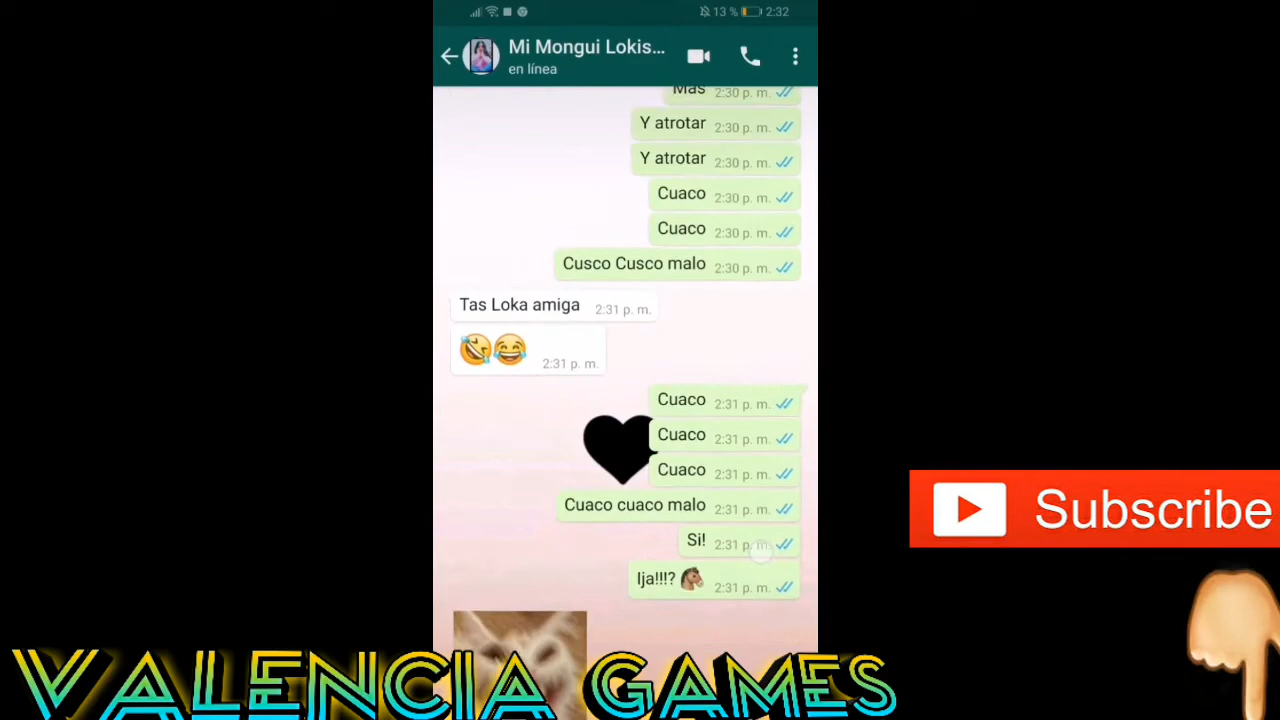 13 % 2:32
Mi Mongui Lokis...
en línea
Mas 2:30 p. m.
Y atrotar 2:30 p. m.
Y atrotar 2:30 p. m.
Cuaco 2:30 p. m.
Cuaco 2:30 p. m.
Cusco Cusco malo 2:30 p. m.
Tas Loka amiga 2:31 p. m.
🤣😂 2:31 p. m.
Cuaco 2:31 p. m.
Cuaco 2:31 p. m.
Cuaco 2:31 p. m.
Cuaco cuaco malo 2:31 p. m.
Si! 2:31 p. m.
Ija!!!? 🐴 2:31 p. m.
Subscribe
VALENCIA GAMES